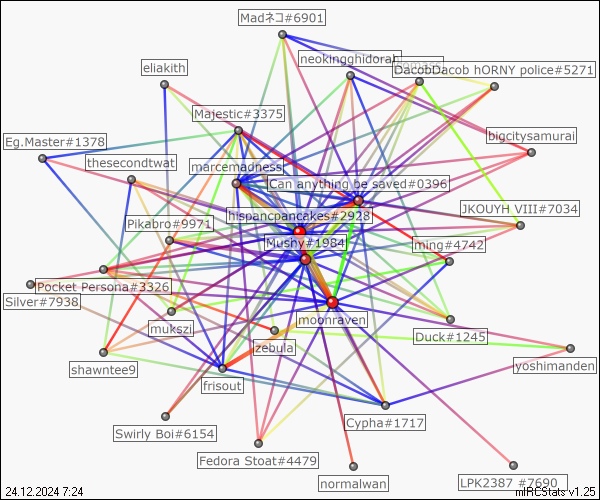 Madネコ#6901
neokingghidorah
DacobDacob hORNY police#5271
eliakith
Majestic#3375
bigcitysamurai
Eg.Master#1378
thesecondtwat
marcemadness
Can anything be saved#0396
hispancpancakes#2928
JKOUYH VIII#7034
Pikabro#9971
Mushy#1984
ming#4742
Pocket Persona#3326
Silver#7938
mukszi
moonraven
zebula
Duck#1245
shawntee9
frisout
yoshimanden
Cypha#1717
Swirly Boi#6154
Fedora Stoat#4479
normalwan
LPK2387 #7690
24.12.2024 7:24
mIRCStats v1.25